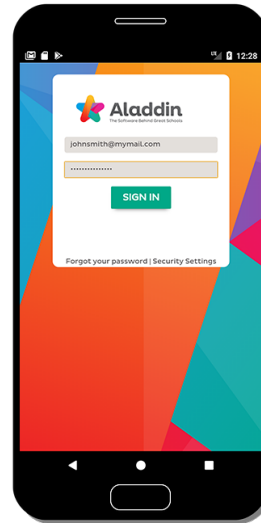 12:28
Aladdin
The Software Behind Great Schools
johnsmith@mymail.com
SIGN IN
Forgot your password | Security Settings